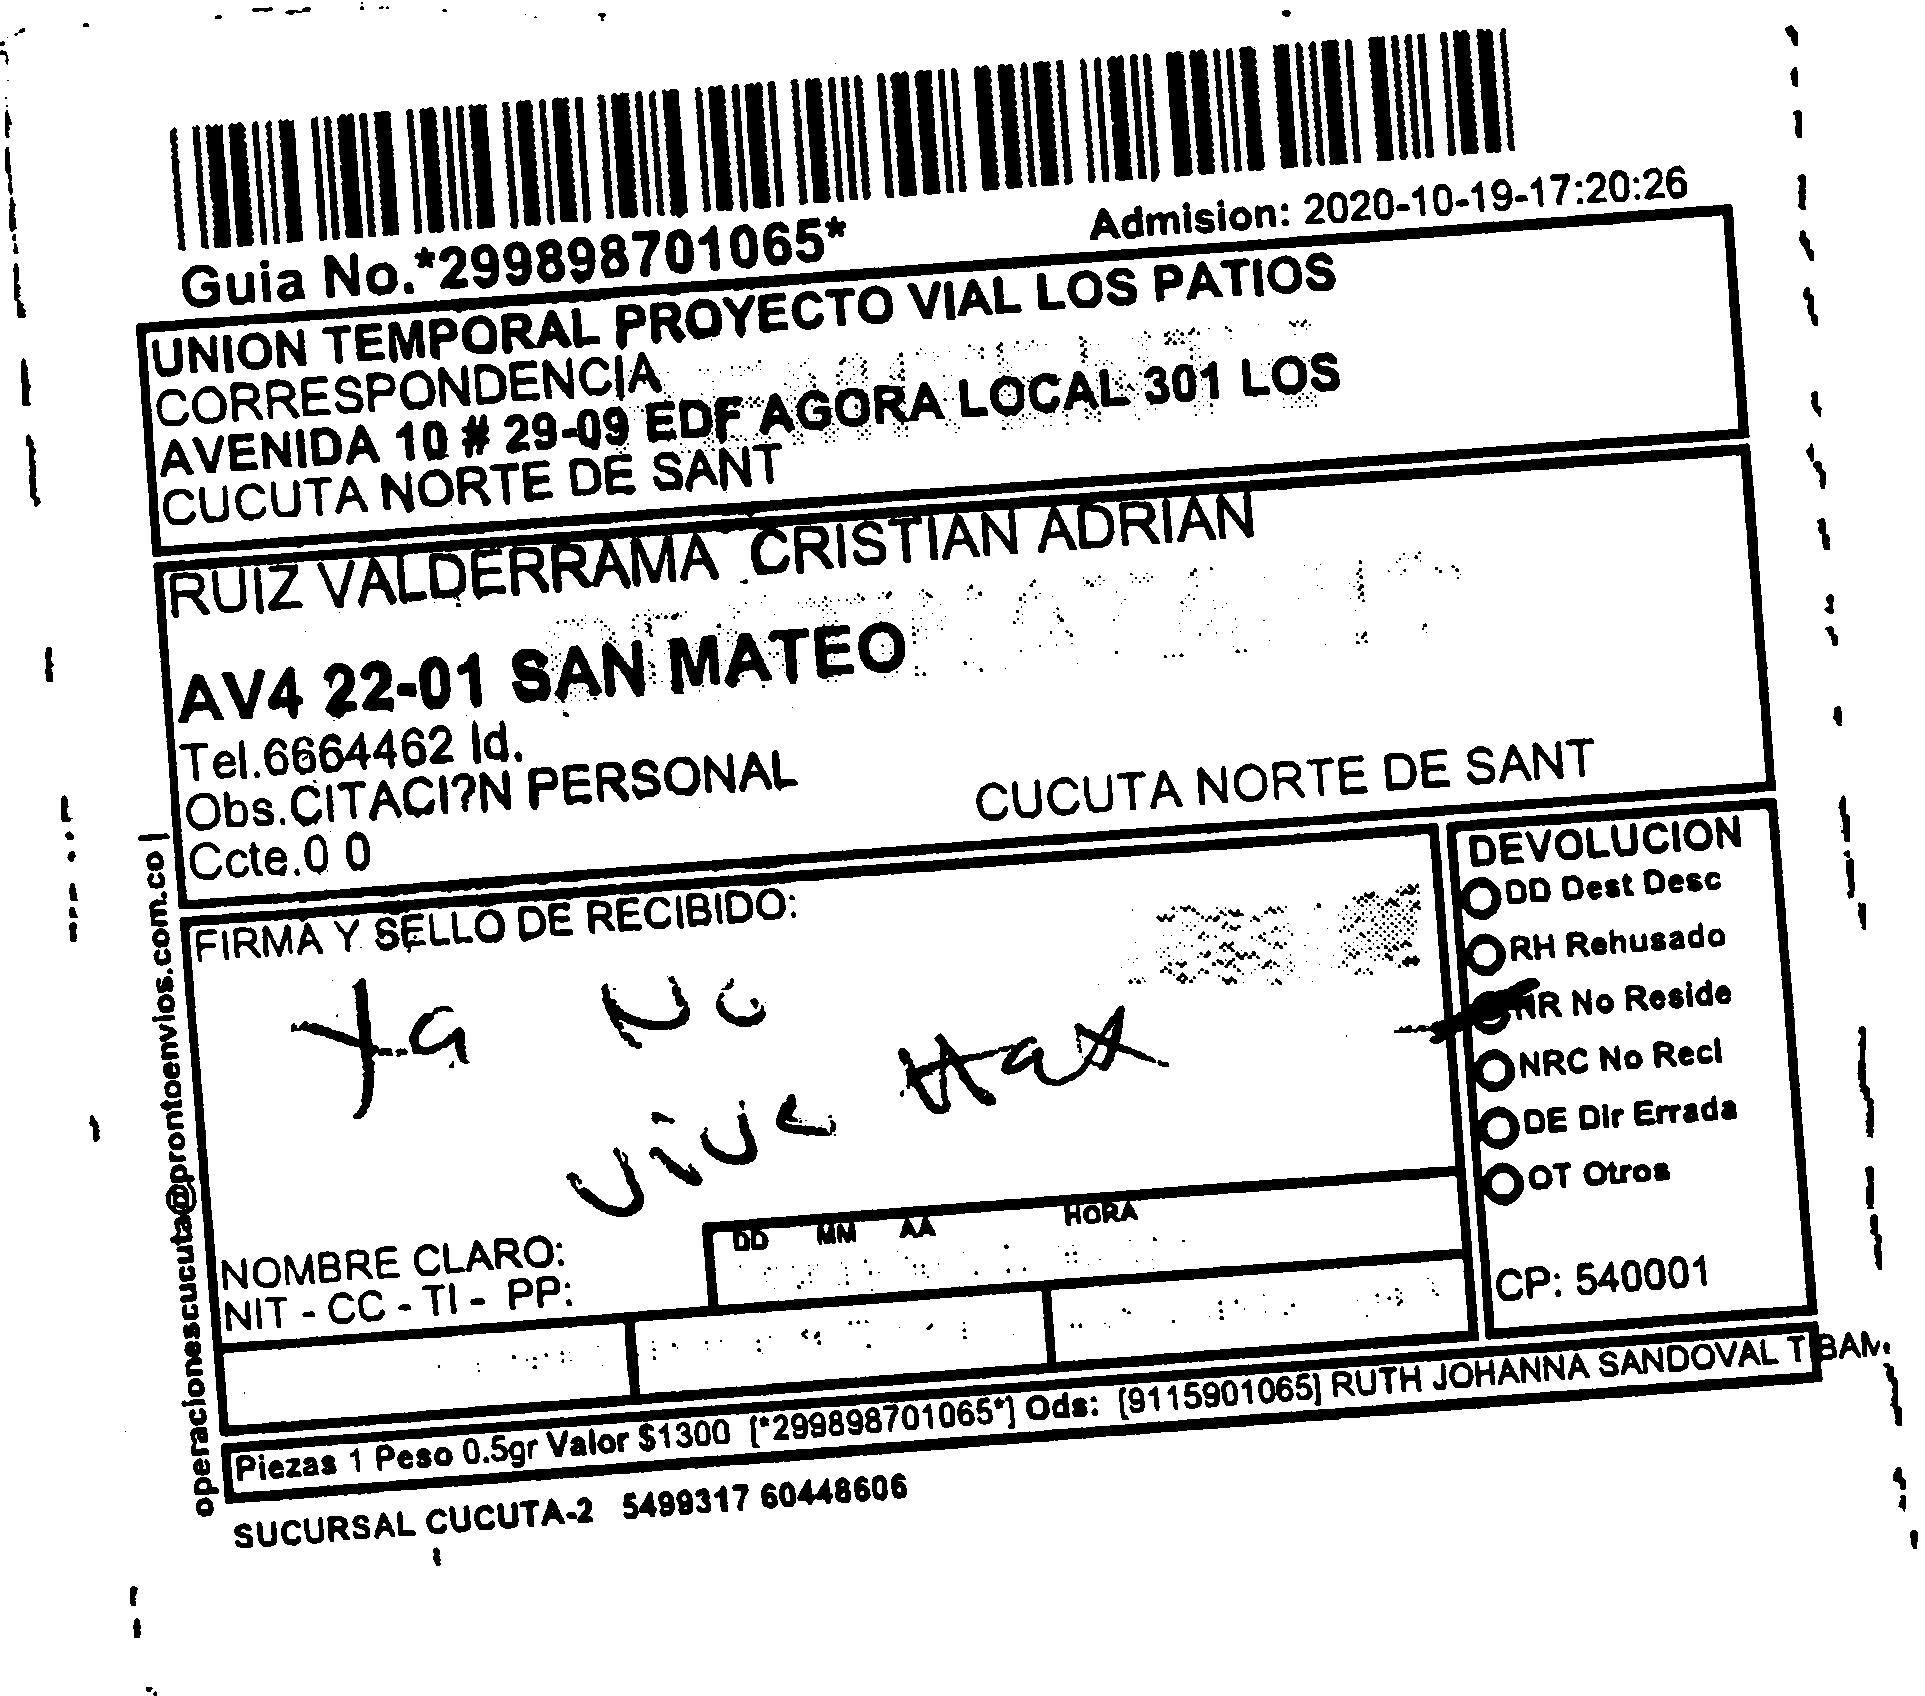 Guia No.*299898701065*
Admision: 2020-10-19-17:20:26
UNION TEMPORAL PROYECTO VIAL LOS PATIOS
CORRESPONDENCIA
AVENIDA 10 # 29-09 EDF AGORA LOCAL 301 LOS
CUCUTA NORTE DE SANT
RUIZ VALDERRAMA CRISTIAN ADRIAN
AV4 22-01 SAN MATEO
Tel.6664462 Id.
Obs.CITACI?N PERSONAL
CUCUTA NORTE DE SANT
Ccte.0 0
operacionescucuta@prontoenvios.com.co |
FIRMA Y SELLO DE RECIBIDO:
Ya No
Vive
NOMBRE CLARO:
NIT - CC - TI - PP:
DD MM AA HORA
DEVOLUCION
DD Dest Desc
RH Rehusado
NR No Reside
NRC No Recl
DE Dir Errada
OT Otros
CP: 540001
Piezas 1 Peso 0.5gr Valor $1300 [*299898701065*] Ods: [9115901065] RUTH JOHANNA SANDOVAL TIBAM
SUCURSAL CUCUTA-2 5499317 60448606